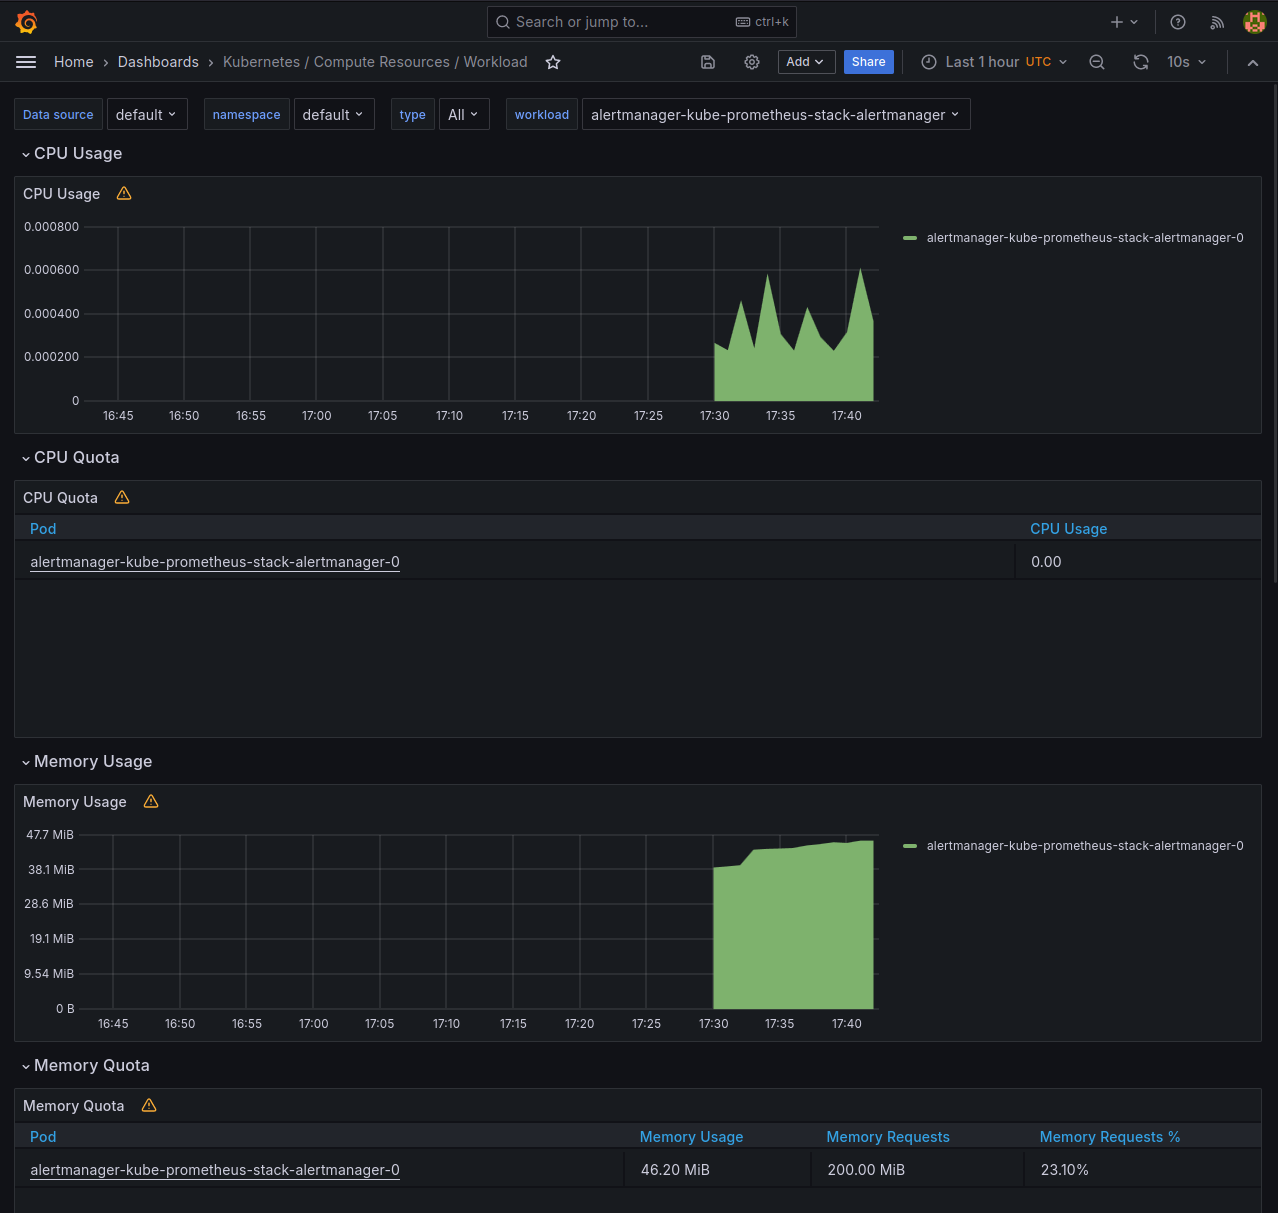 Search or jump to... ctrl+k
Home › Dashboards › Kubernetes / Compute Resources / Workload Add Share Last 1 hour UTC 10s
Data source default namespace default type All workload alertmanager-kube-prometheus-stack-alertmanager
CPU Usage
CPU Usage
0.000800
0.000600
0.000400
0.000200
0
16:45 16:50 16:55 17:00 17:05 17:10 17:15 17:20 17:25 17:30 17:35 17:40
alertmanager-kube-prometheus-stack-alertmanager-0
CPU Quota
CPU Quota
Pod CPU Usage
alertmanager-kube-prometheus-stack-alertmanager-0 0.00
Memory Usage
Memory Usage
47.7 MiB
38.1 MiB
28.6 MiB
19.1 MiB
9.54 MiB
0 B
16:45 16:50 16:55 17:00 17:05 17:10 17:15 17:20 17:25 17:30 17:35 17:40
alertmanager-kube-prometheus-stack-alertmanager-0
Memory Quota
Memory Quota
Pod Memory Usage Memory Requests Memory Requests %
alertmanager-kube-prometheus-stack-alertmanager-0 46.20 MiB 200.00 MiB 23.10%